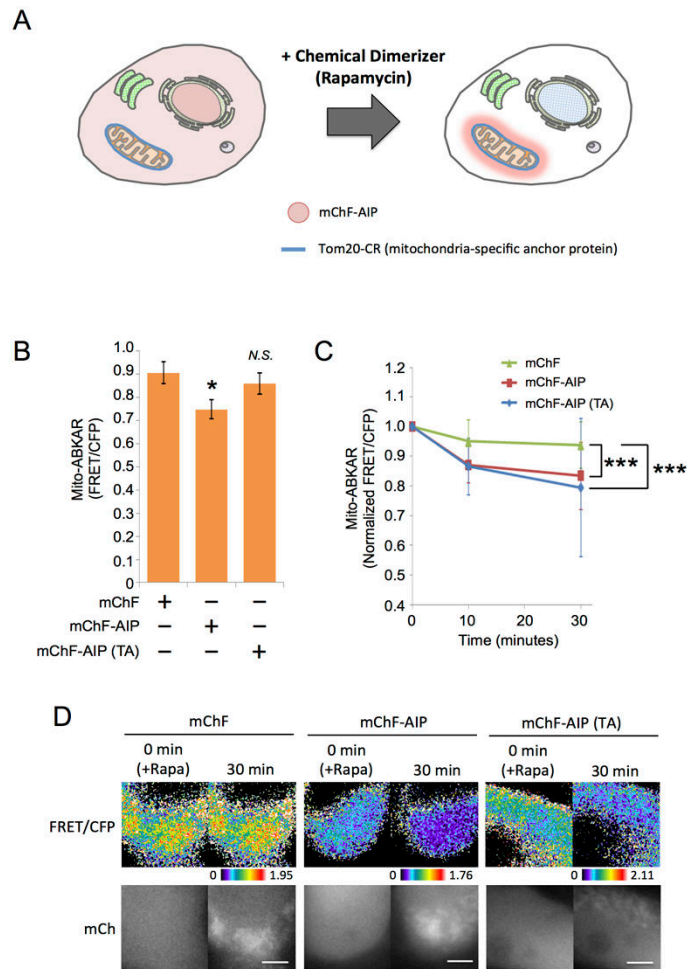 A
+ Chemical Dimerizer
(Rapamycin)
mChF-AIP
Tom20-CR (mitochondria-specific anchor protein)
B
Mito-ABKAR
(FRET/CFP)
1.0
0.9
0.8
0.7
0.6
0.5
0.4
0.3
0.2
0.1
0
*
N.S.
mChF + – –
mChF-AIP – + –
mChF-AIP (TA) – – +
C
mChF
mChF-AIP
mChF-AIP (TA)
Mito-ABKAR
(Normalized FRET/CFP)
1.2
1.1
1.0
0.9
0.8
0.7
0.6
0.5
0.4
0 10 20 30
Time (minutes)
***
***
D
mChF mChF-AIP mChF-AIP (TA)
0 min 30 min 0 min 30 min 0 min 30 min
(+Rapa) (+Rapa) (+Rapa)
FRET/CFP
0 1.95 0 1.76 0 2.11
mCh